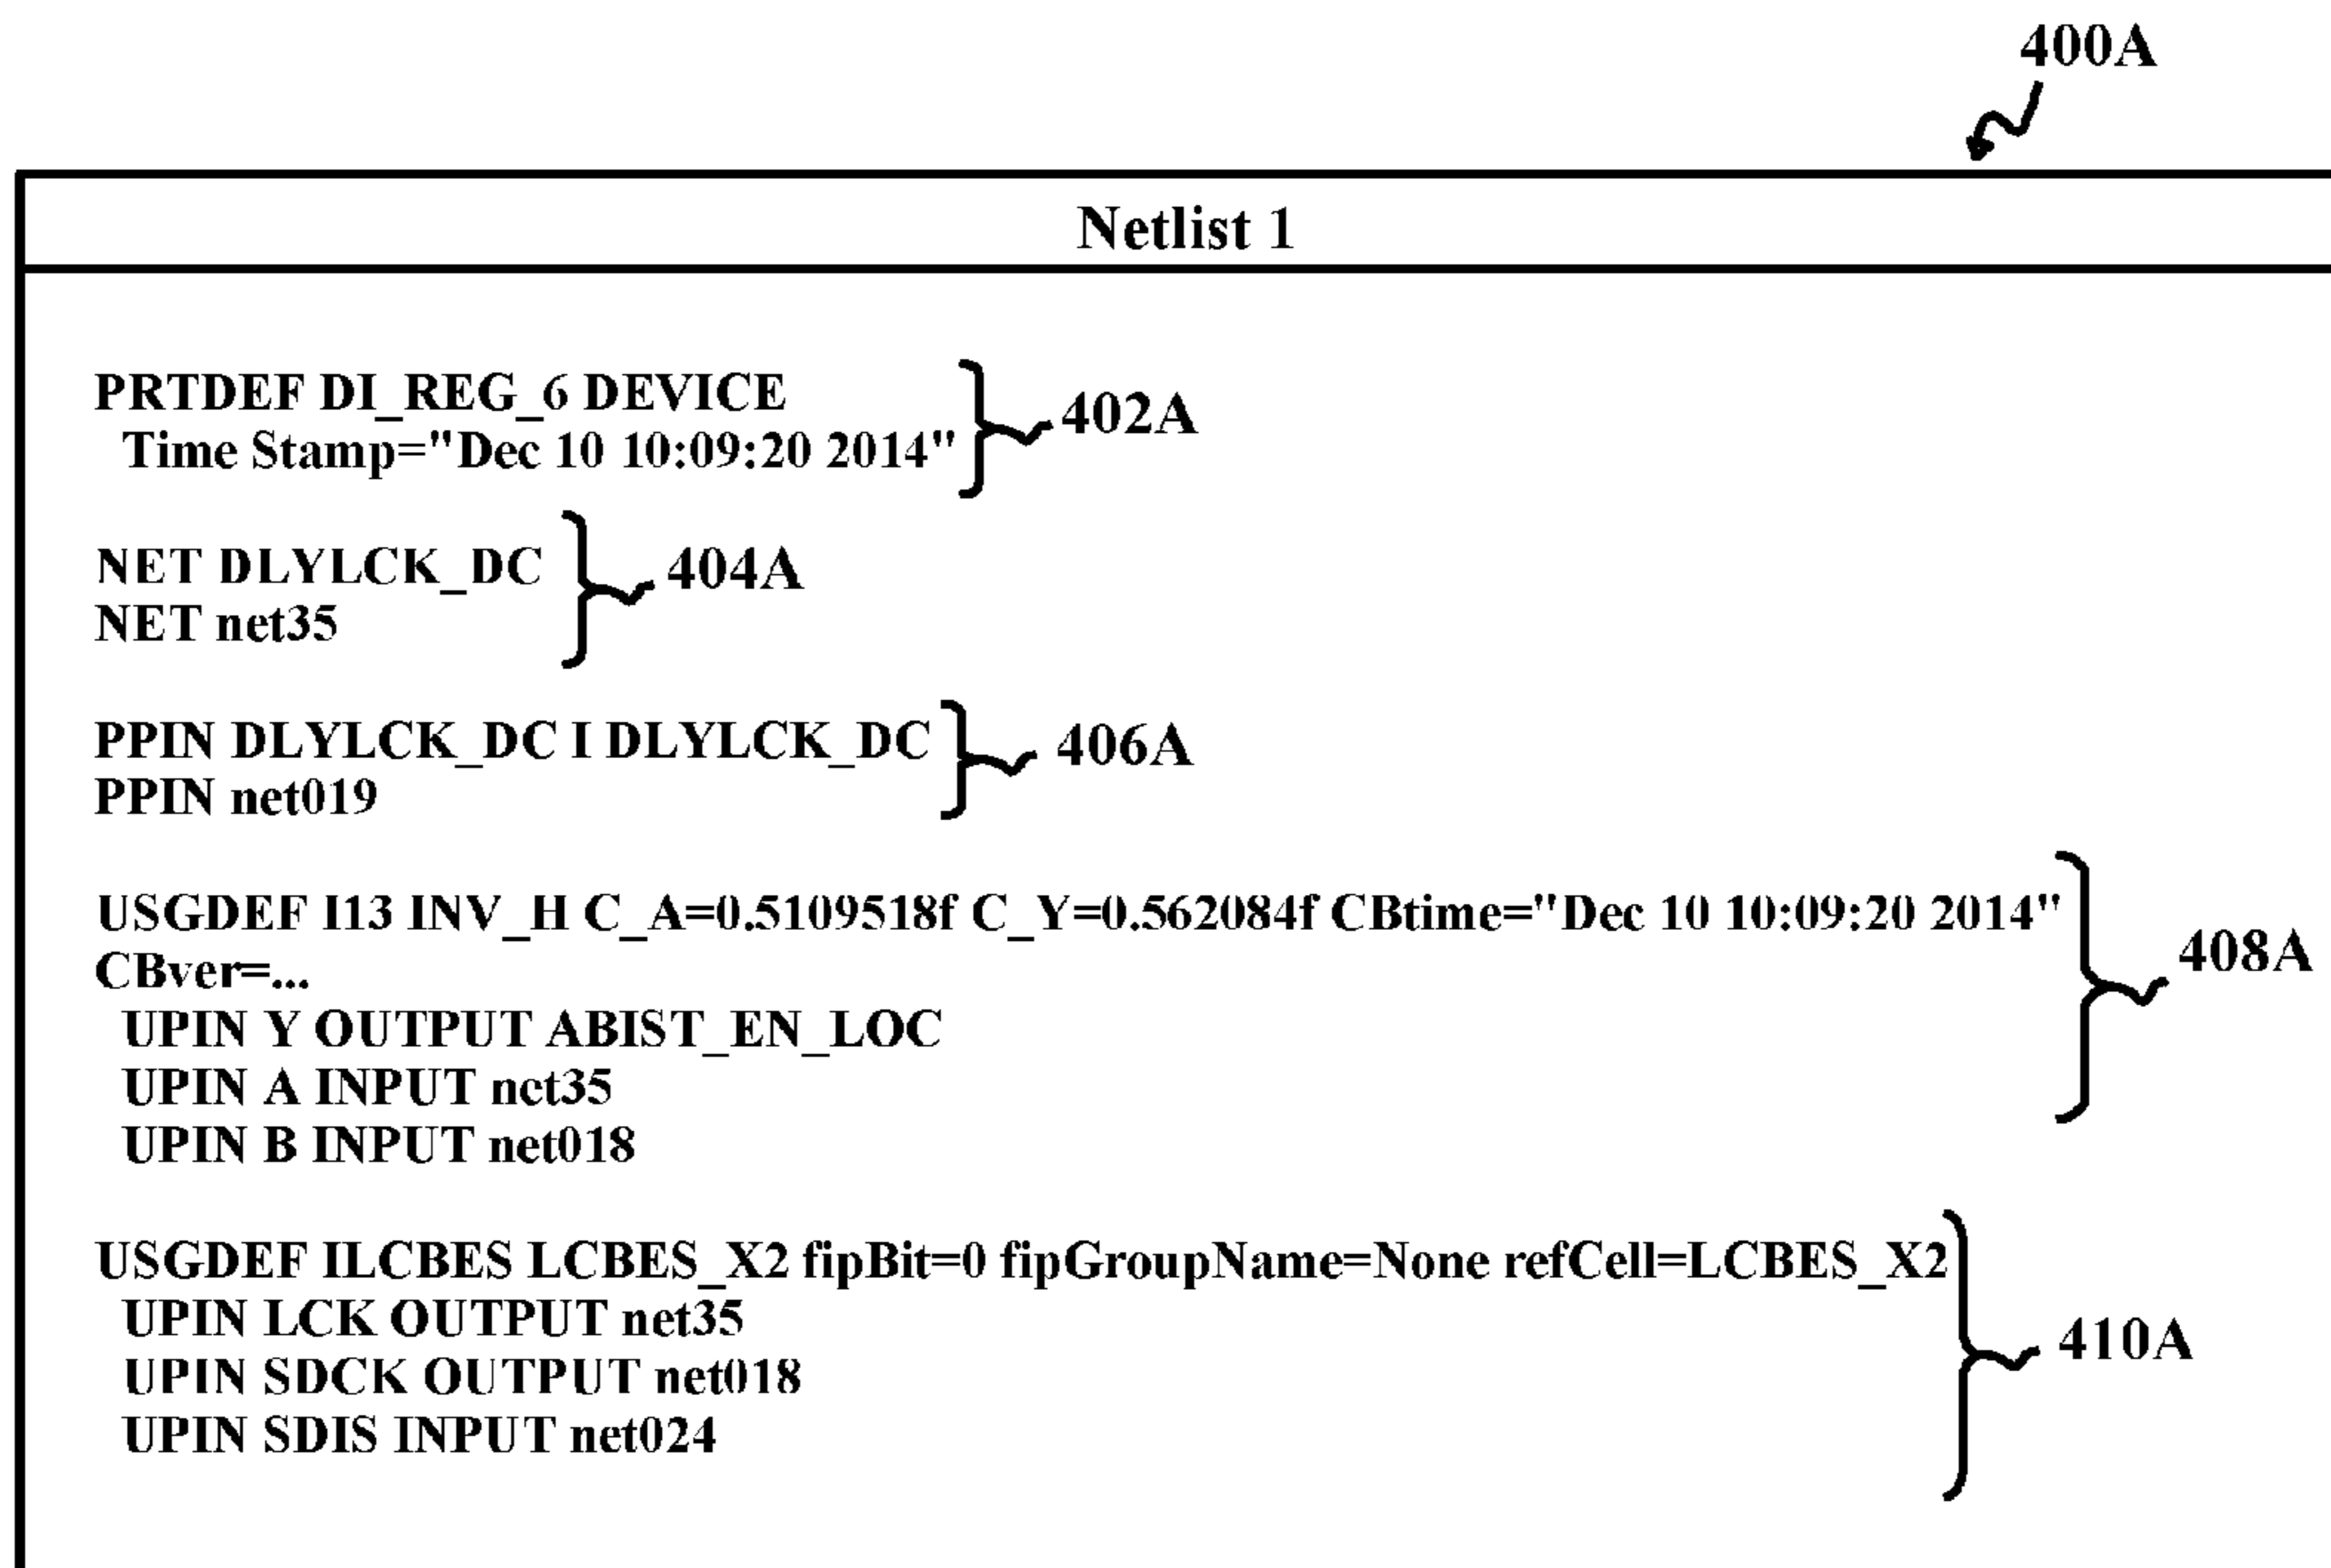 400A
Netlist 1
PRTDEF DI_REG_6 DEVICE
Time Stamp="Dec 10 10:09:20 2014"
402A
NET DLYLCK_DC
NET net35
404A
PPIN DLYLCK_DC I DLYLCK_DC
PPIN net019
406A
USGDEF I13 INV_H C_A=0.5109518f C_Y=0.562084f CBtime="Dec 10 10:09:20 2014"
CBver=...
UPIN Y OUTPUT ABIST_EN_LOC
UPIN A INPUT net35
UPIN B INPUT net018
408A
USGDEF ILCBES LCBES_X2 fipBit=0 fipGroupName=None refCell=LCBES_X2
UPIN LCK OUTPUT net35
UPIN SDCK OUTPUT net018
UPIN SDIS INPUT net024
410A